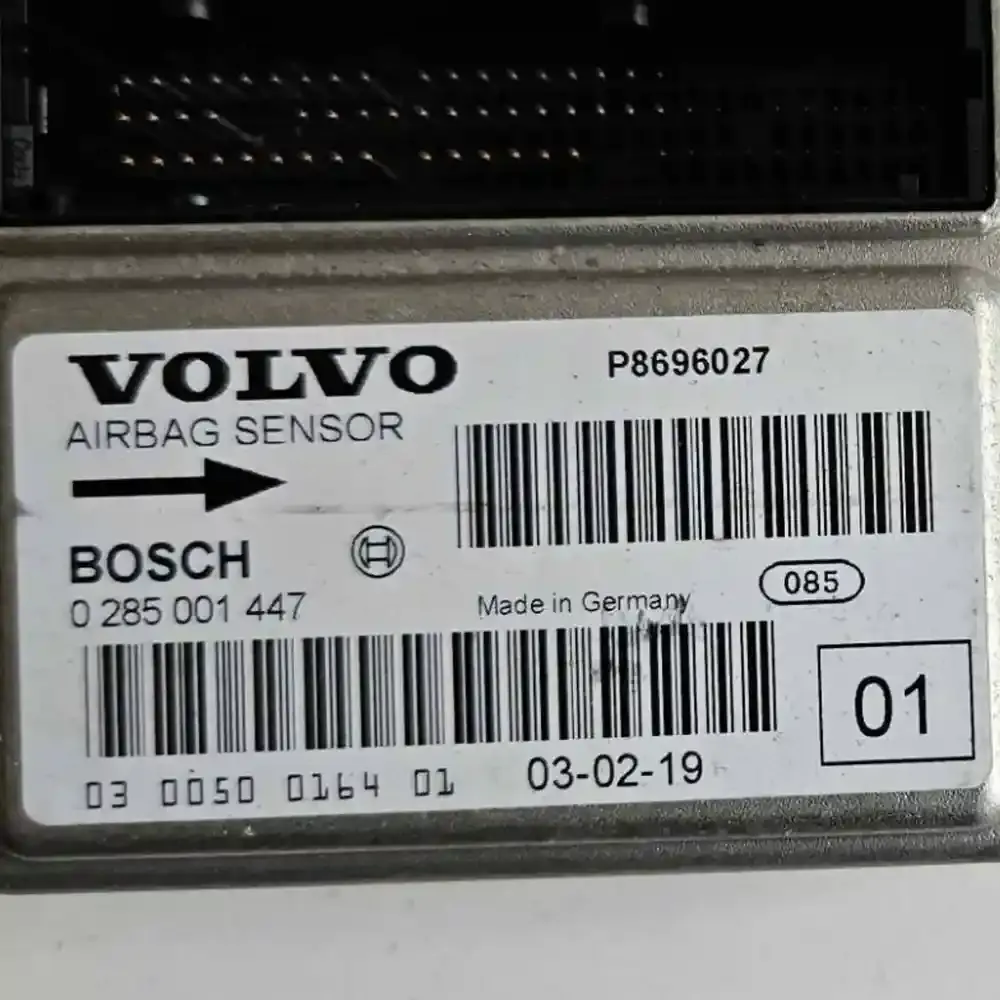 VOLVO
P8696027
AIRBAG SENSOR
BOSCH
0 285 001 447
Made in Germany
085
01
03 0050 0164 01
03-02-19